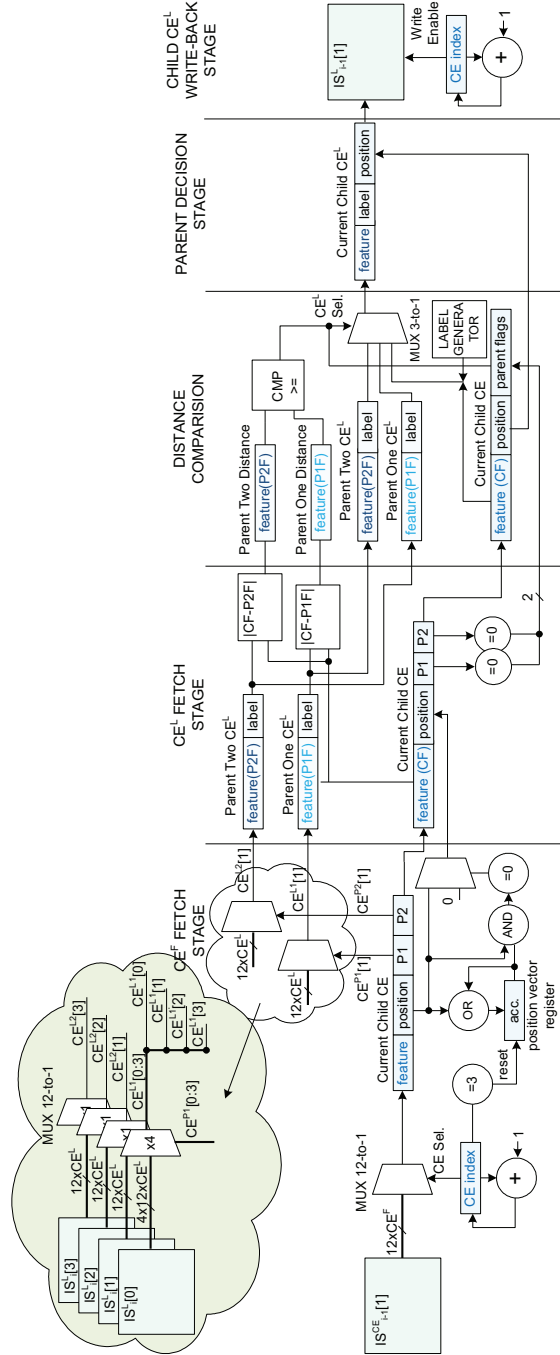 CE^F FETCH
STAGE
CE^L FETCH
STAGE
DISTANCE
COMPARISION
PARENT DECISION
STAGE
CHILD CE^L
WRITE-BACK
STAGE
MUX 12-to-1
IS^L_i[3]
IS^L_i[2]
IS^L_i[1]
IS^L_i[0]
12xCE^L
12xCE^L
12xCE^L
4x12xCE^L
x4
CE^L2[3]
CE^L2[2]
CE^L2[1]
CE^L1[0:3]
CE^L1[0]
CE^L1[1]
CE^L1[2]
CE^L1[3]
CE^P1[0:3]
12xCE^L
CE^L2[1]
12xCE^L
CE^L1[1]
CE^P1[1]
CE^P2[1]
IS^CE_i-1[1]
12xCE^F
MUX 12-to-1
CE Sel.
CE index
+
1
=3
reset
Current Child CE
feature position P1 P2
OR
acc.
position vector
register
AND
=0
0
Parent Two CE^L
feature(P2F) label
Parent One CE^L
feature(P1F) label
|CF-P2F|
|CF-P1F|
Current Child CE
feature (CF) position P1 P2
=0
=0
2
Parent Two Distance
feature(P2F)
Parent One Distance
feature(P1F)
CMP
>=
Parent Two CE^L
feature(P2F) label
Parent One CE^L
feature(P1F) label
CE^L
Sel.
MUX 3-to-1
LABEL
GENERA
TOR
Current Child CE
feature (CF) position parent flags
Current Child CE^L
feature label position
IS^L_i-1[1]
Write
Enable
CE index
+
1